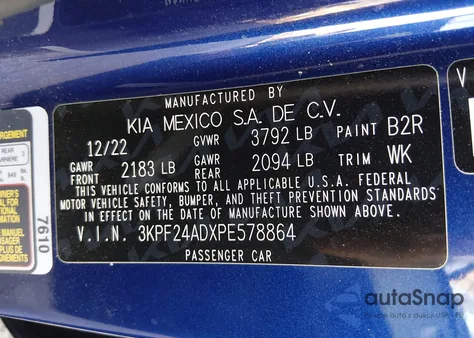 MANUFACTURED BY
KIA MEXICO S.A. DE C.V.
12/22 GVWR 3792 LB PAINT B2R
GAWR 2183 LB GAWR 2094 LB TRIM WK
THIS VEHICLE CONFORMS TO ALL APPLICABLE U.S.A. FEDERAL
MOTOR VEHICLE SAFETY, BUMPER, AND THEFT PREVENTION STANDARDS
IN EFFECT ON THE DATE OF MANUFACTURE SHOWN ABOVE.
V.I.N. 3KPF24ADXPE578864
PASSENGER CAR
7610
REAR
autoSnap